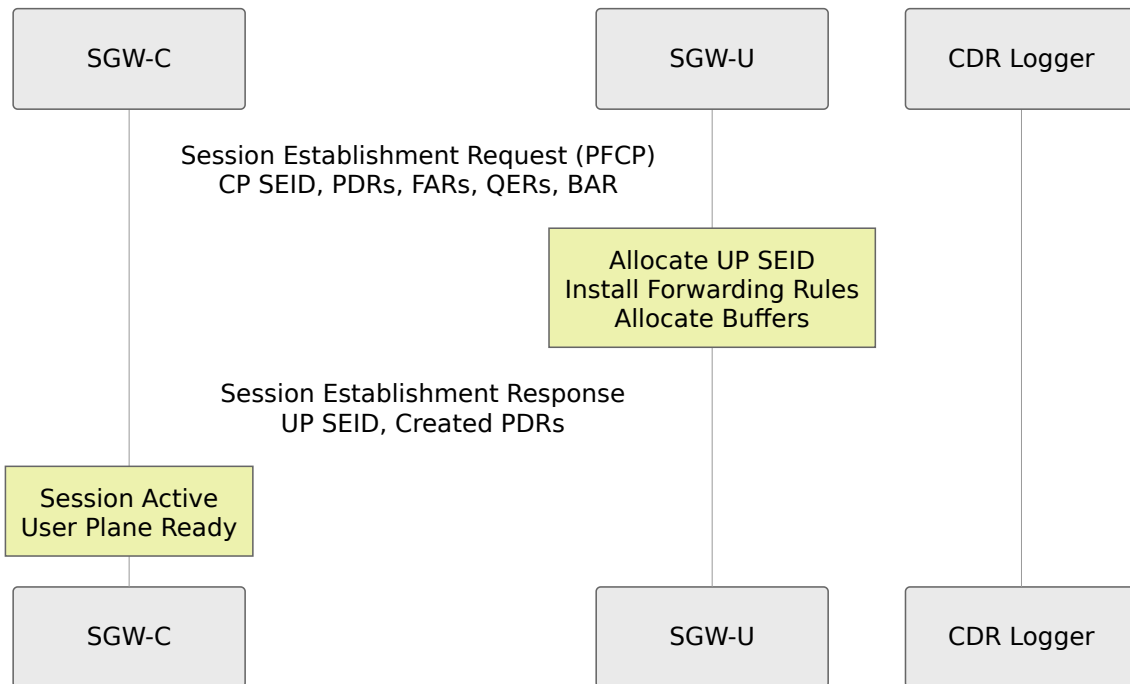 SGW-C
SGW-U
CDR Logger
Session Establishment Request (PFCP)
CP SEID, PDRs, FARs, QERs, BAR
Allocate UP SEID
Install Forwarding Rules
Allocate Buffers
Session Establishment Response
UP SEID, Created PDRs
Session Active
User Plane Ready
SGW-C
SGW-U
CDR Logger